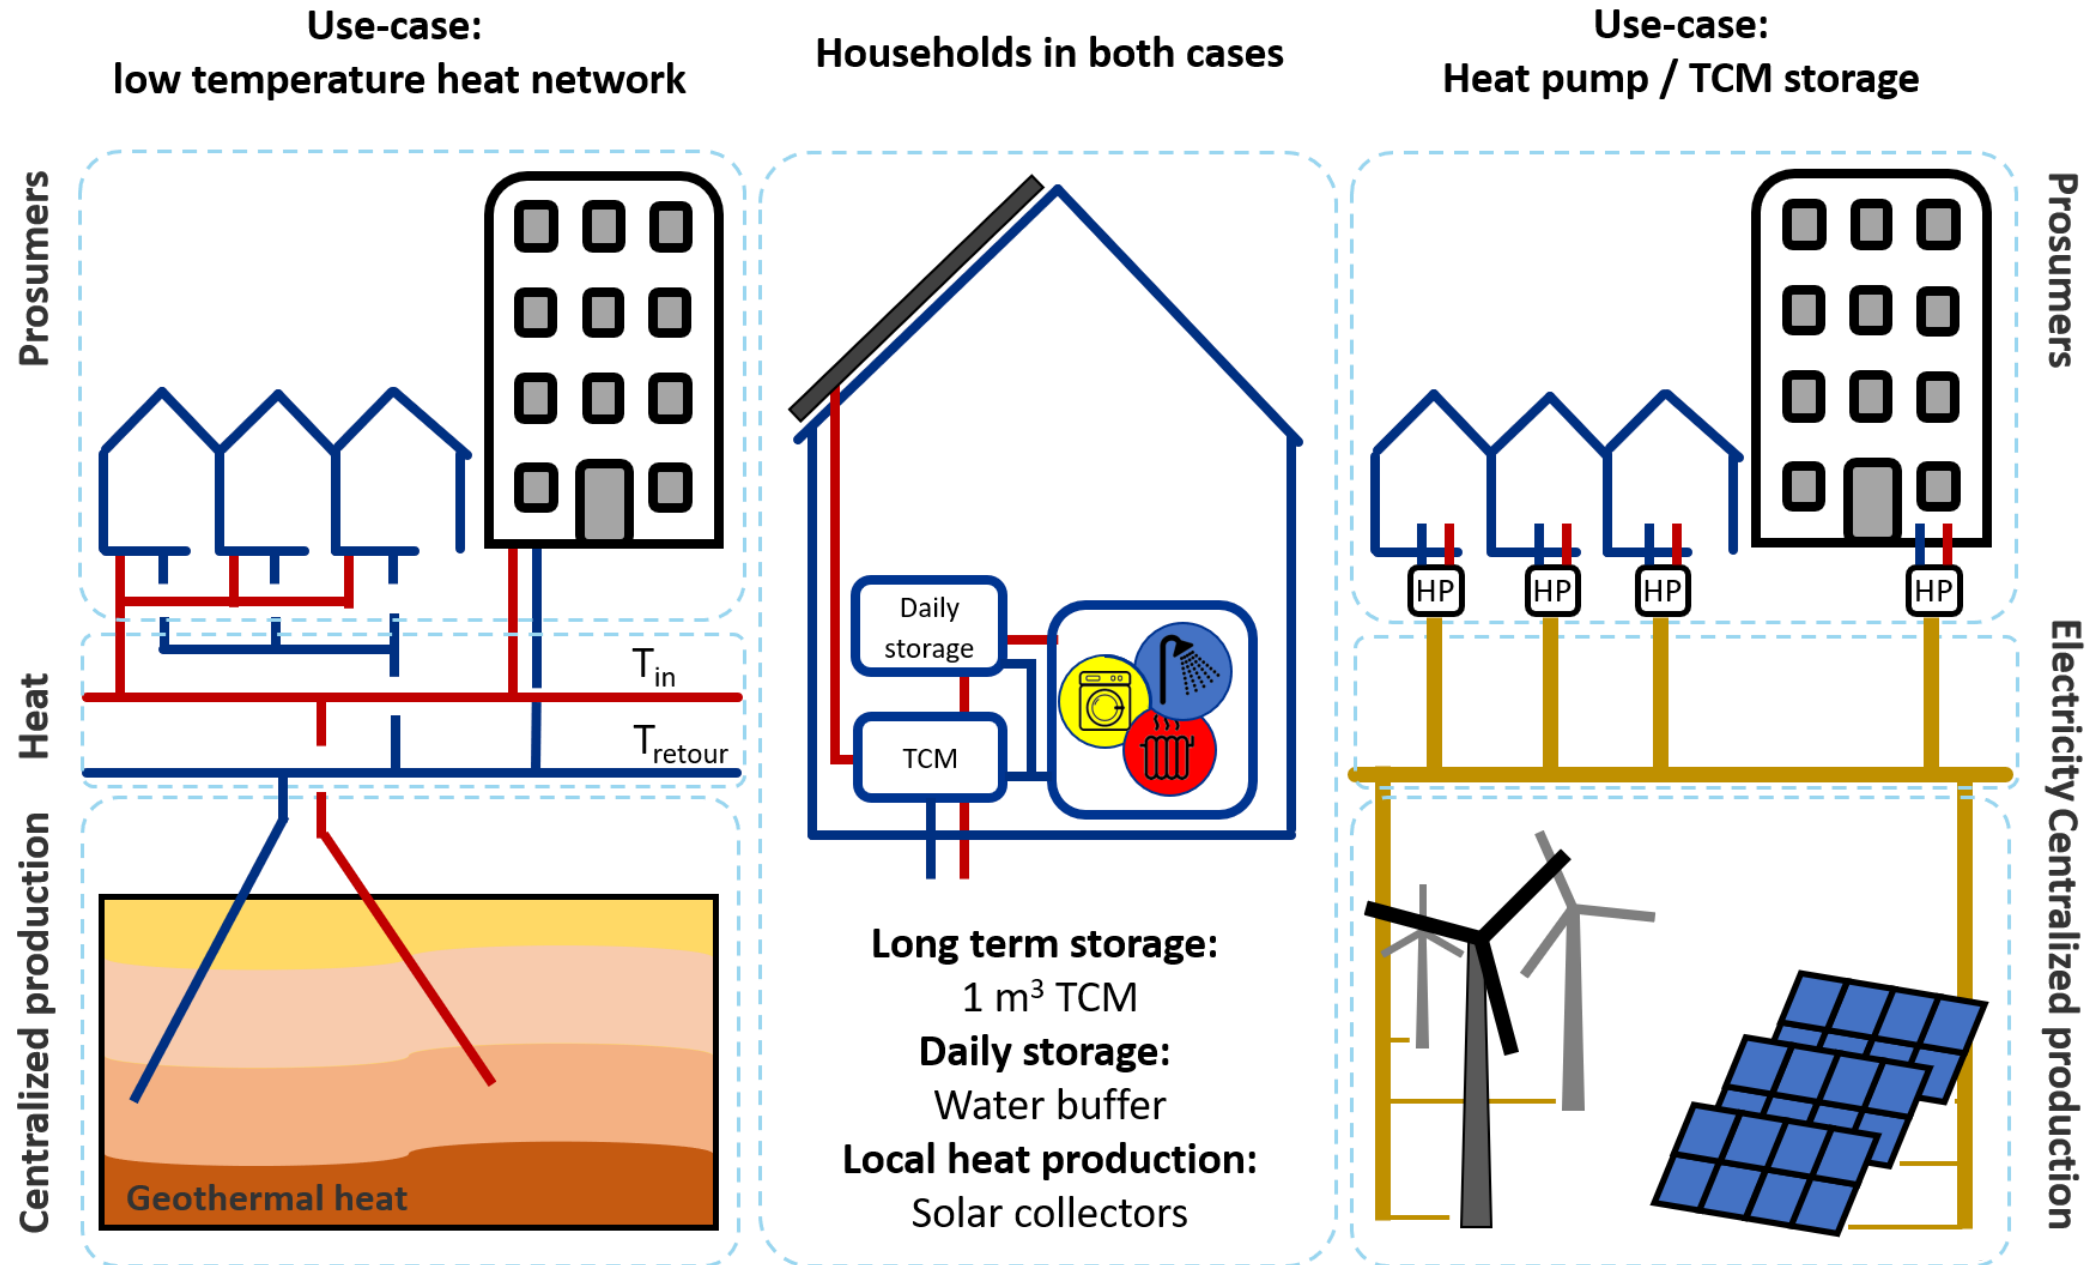 Use-case:
low temperature heat network
Households in both cases
Use-case:
Heat pump / TCM storage
Prosumers
Heat
Centralized production
T_in
T_retour
Geothermal heat
Daily
storage
TCM
Long term storage:
1 m³ TCM
Daily storage:
Water buffer
Local heat production:
Solar collectors
HP
HP
HP
HP
Prosumers
Electricity
Centralized production